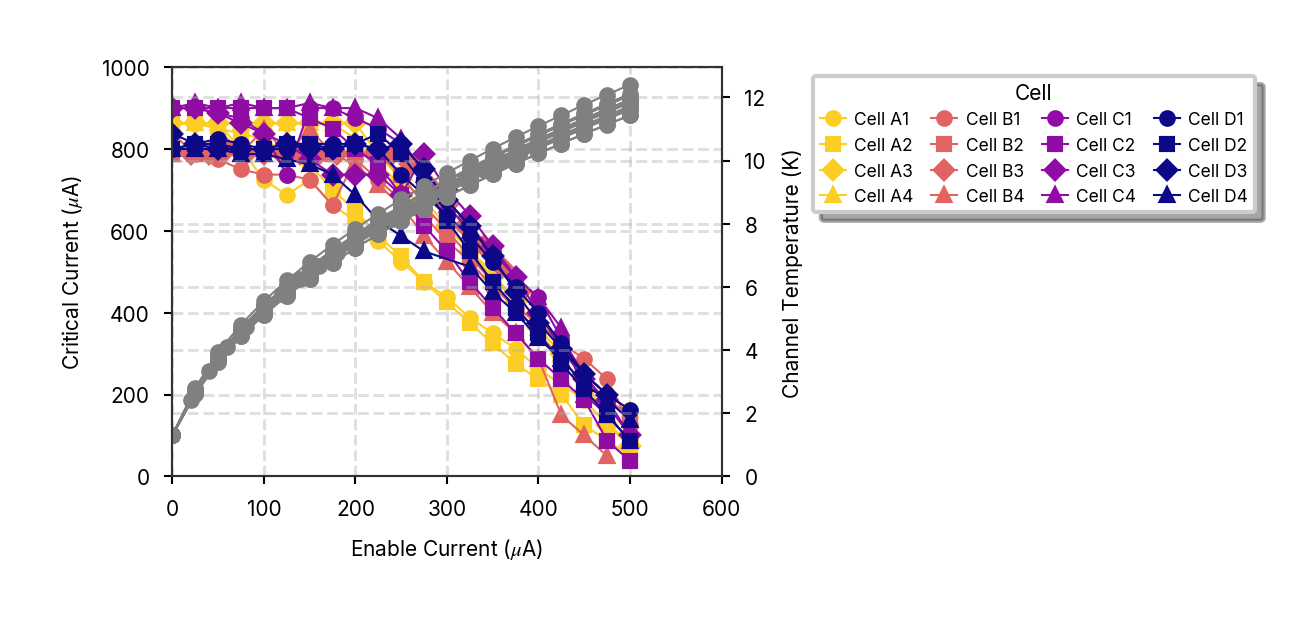 1000
800
600
400
200
0
Critical Current (μA)
0 100 200 300 400 500 600
Enable Current (μA)
12
10
8
6
4
2
0
Channel Temperature (K)
Cell
Cell A1 Cell B1 Cell C1 Cell D1
Cell A2 Cell B2 Cell C2 Cell D2
Cell A3 Cell B3 Cell C3 Cell D3
Cell A4 Cell B4 Cell C4 Cell D4